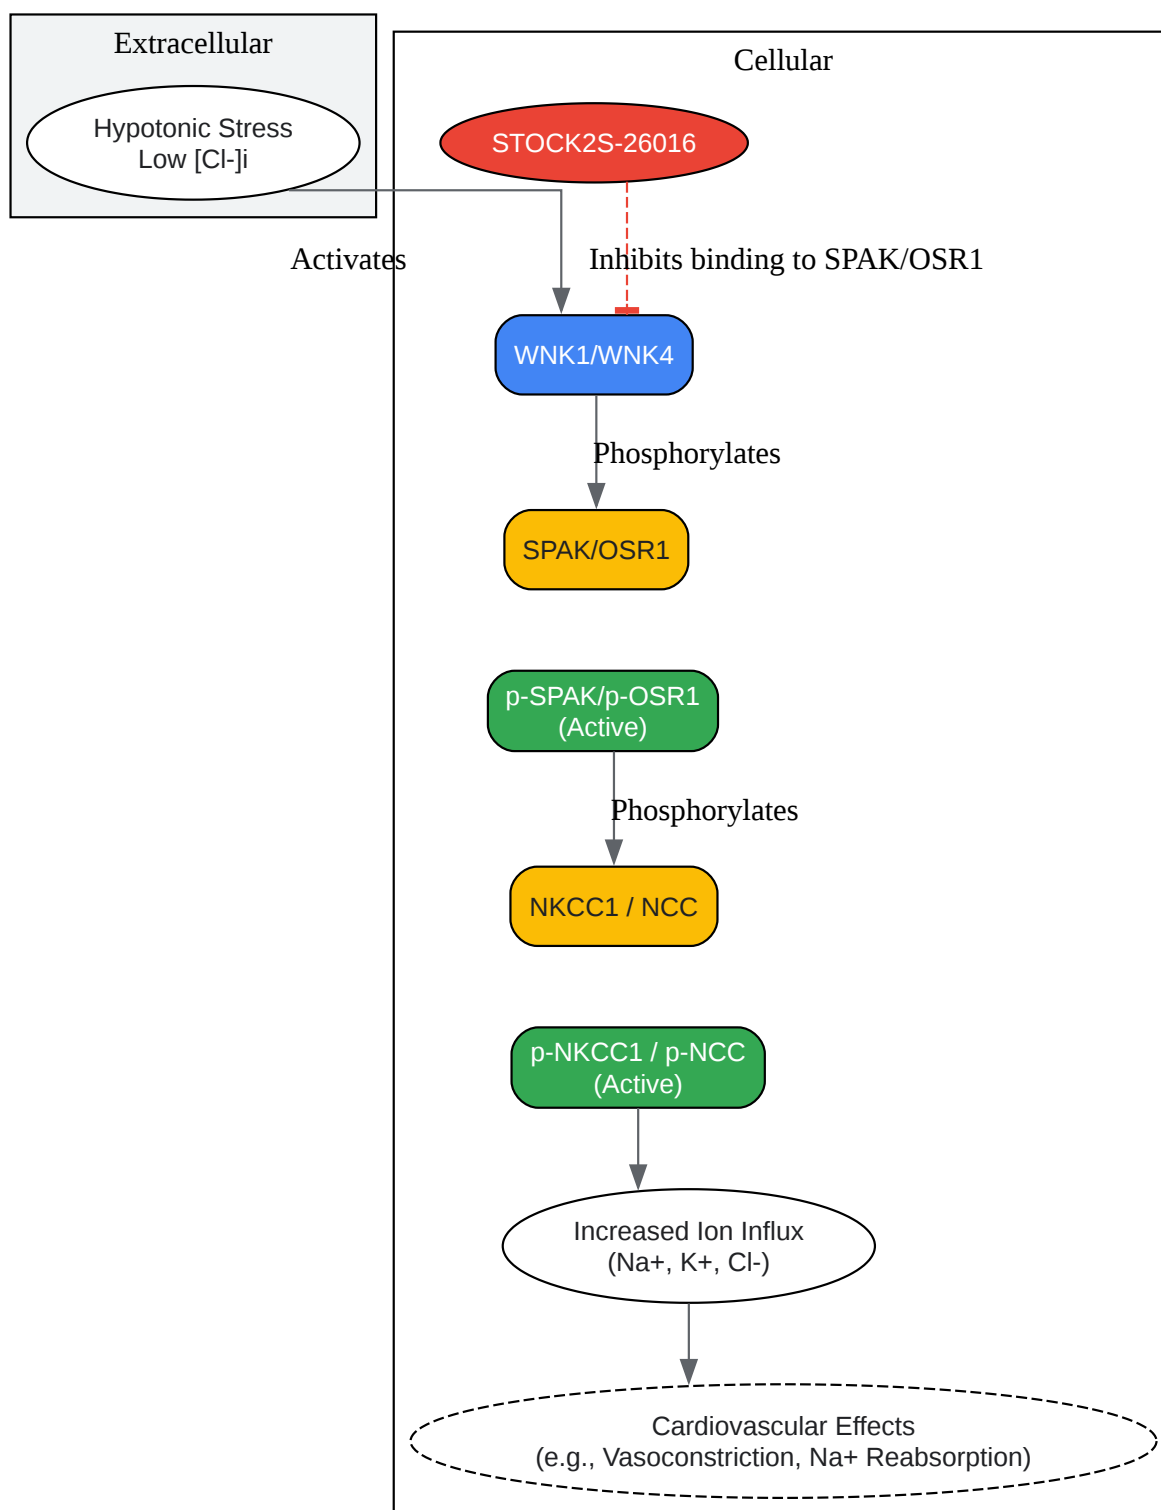 Extracellular
Cellular
Hypotonic Stress
Low [Cl-]i
STOCK2S-26016
Activates
Inhibits binding to SPAK/OSR1
WNK1/WNK4
Phosphorylates
SPAK/OSR1
p-SPAK/p-OSR1
(Active)
Phosphorylates
NKCC1 / NCC
p-NKCC1 / p-NCC
(Active)
Increased Ion Influx
(Na+, K+, Cl-)
Cardiovascular Effects
(e.g., Vasoconstriction, Na+ Reabsorption)